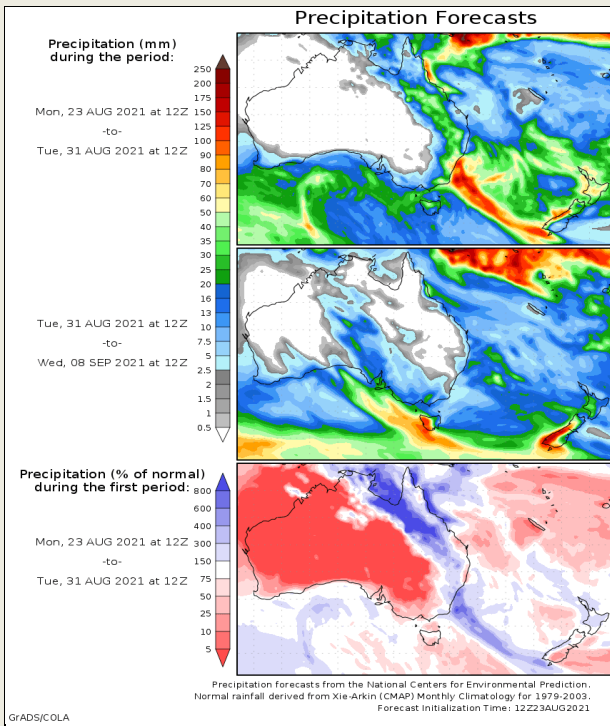 Precipitation Forecasts
Precipitation (mm)
during the period:
Mon, 23 AUG 2021 at 12Z
-to-
Tue, 31 AUG 2021 at 12Z
250
200
175
150
125
100
90
80
70
60
50
40
35
30
25
20
16
13
10
7.5
5
2.5
2
1.5
1
0.5
Tue, 31 AUG 2021 at 12Z
-to-
Wed, 08 SEP 2021 at 12Z
Precipitation (% of normal)
during the first period:
Mon, 23 AUG 2021 at 12Z
-to-
Tue, 31 AUG 2021 at 12Z
800
600
400
300
150
75
50
25
10
5
Precipitation forecasts from the National Centers for Environmental Prediction.
Normal rainfall derived from Xie-Arkin (CMAP) Monthly Climatology for 1979-2003.
Forecast Initialization Time: 12Z23AUG2021
GrADS/COLA